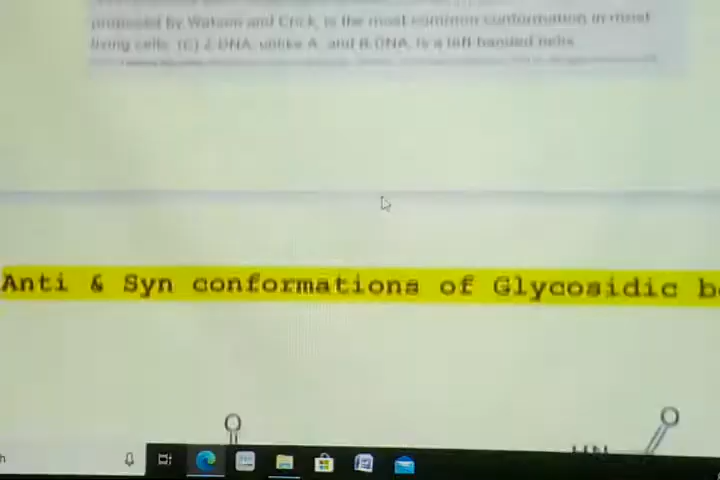 proposed by Watson and Crick, is the most common conformation in most
living cells. (C) Z-DNA, unlike A- and B-DNA, is a left-handed helix.
Anti & Syn conformations of Glycosidic b
O
O
HN
h